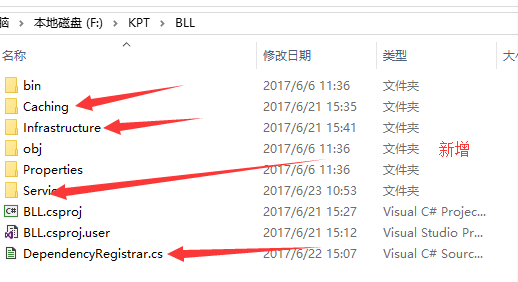 脑 › 本地磁盘 (F:) › KPT › BLL
名称 修改日期 类型 大小
bin 2017/6/6 11:36 文件夹
Caching 2017/6/21 15:35 文件夹
Infrastructure 2017/6/21 15:41 文件夹
obj 2017/6/6 11:36 文件夹 新增
Properties 2017/6/6 11:36 文件夹
Servi 2017/6/23 10:53 文件夹
BLL.csproj 2017/6/21 15:27 Visual C# Projec...
BLL.csproj.user 2017/6/21 15:12 Visual Studio Pr...
DependencyRegistrar.cs 2017/6/22 15:07 Visual C# Sourc...